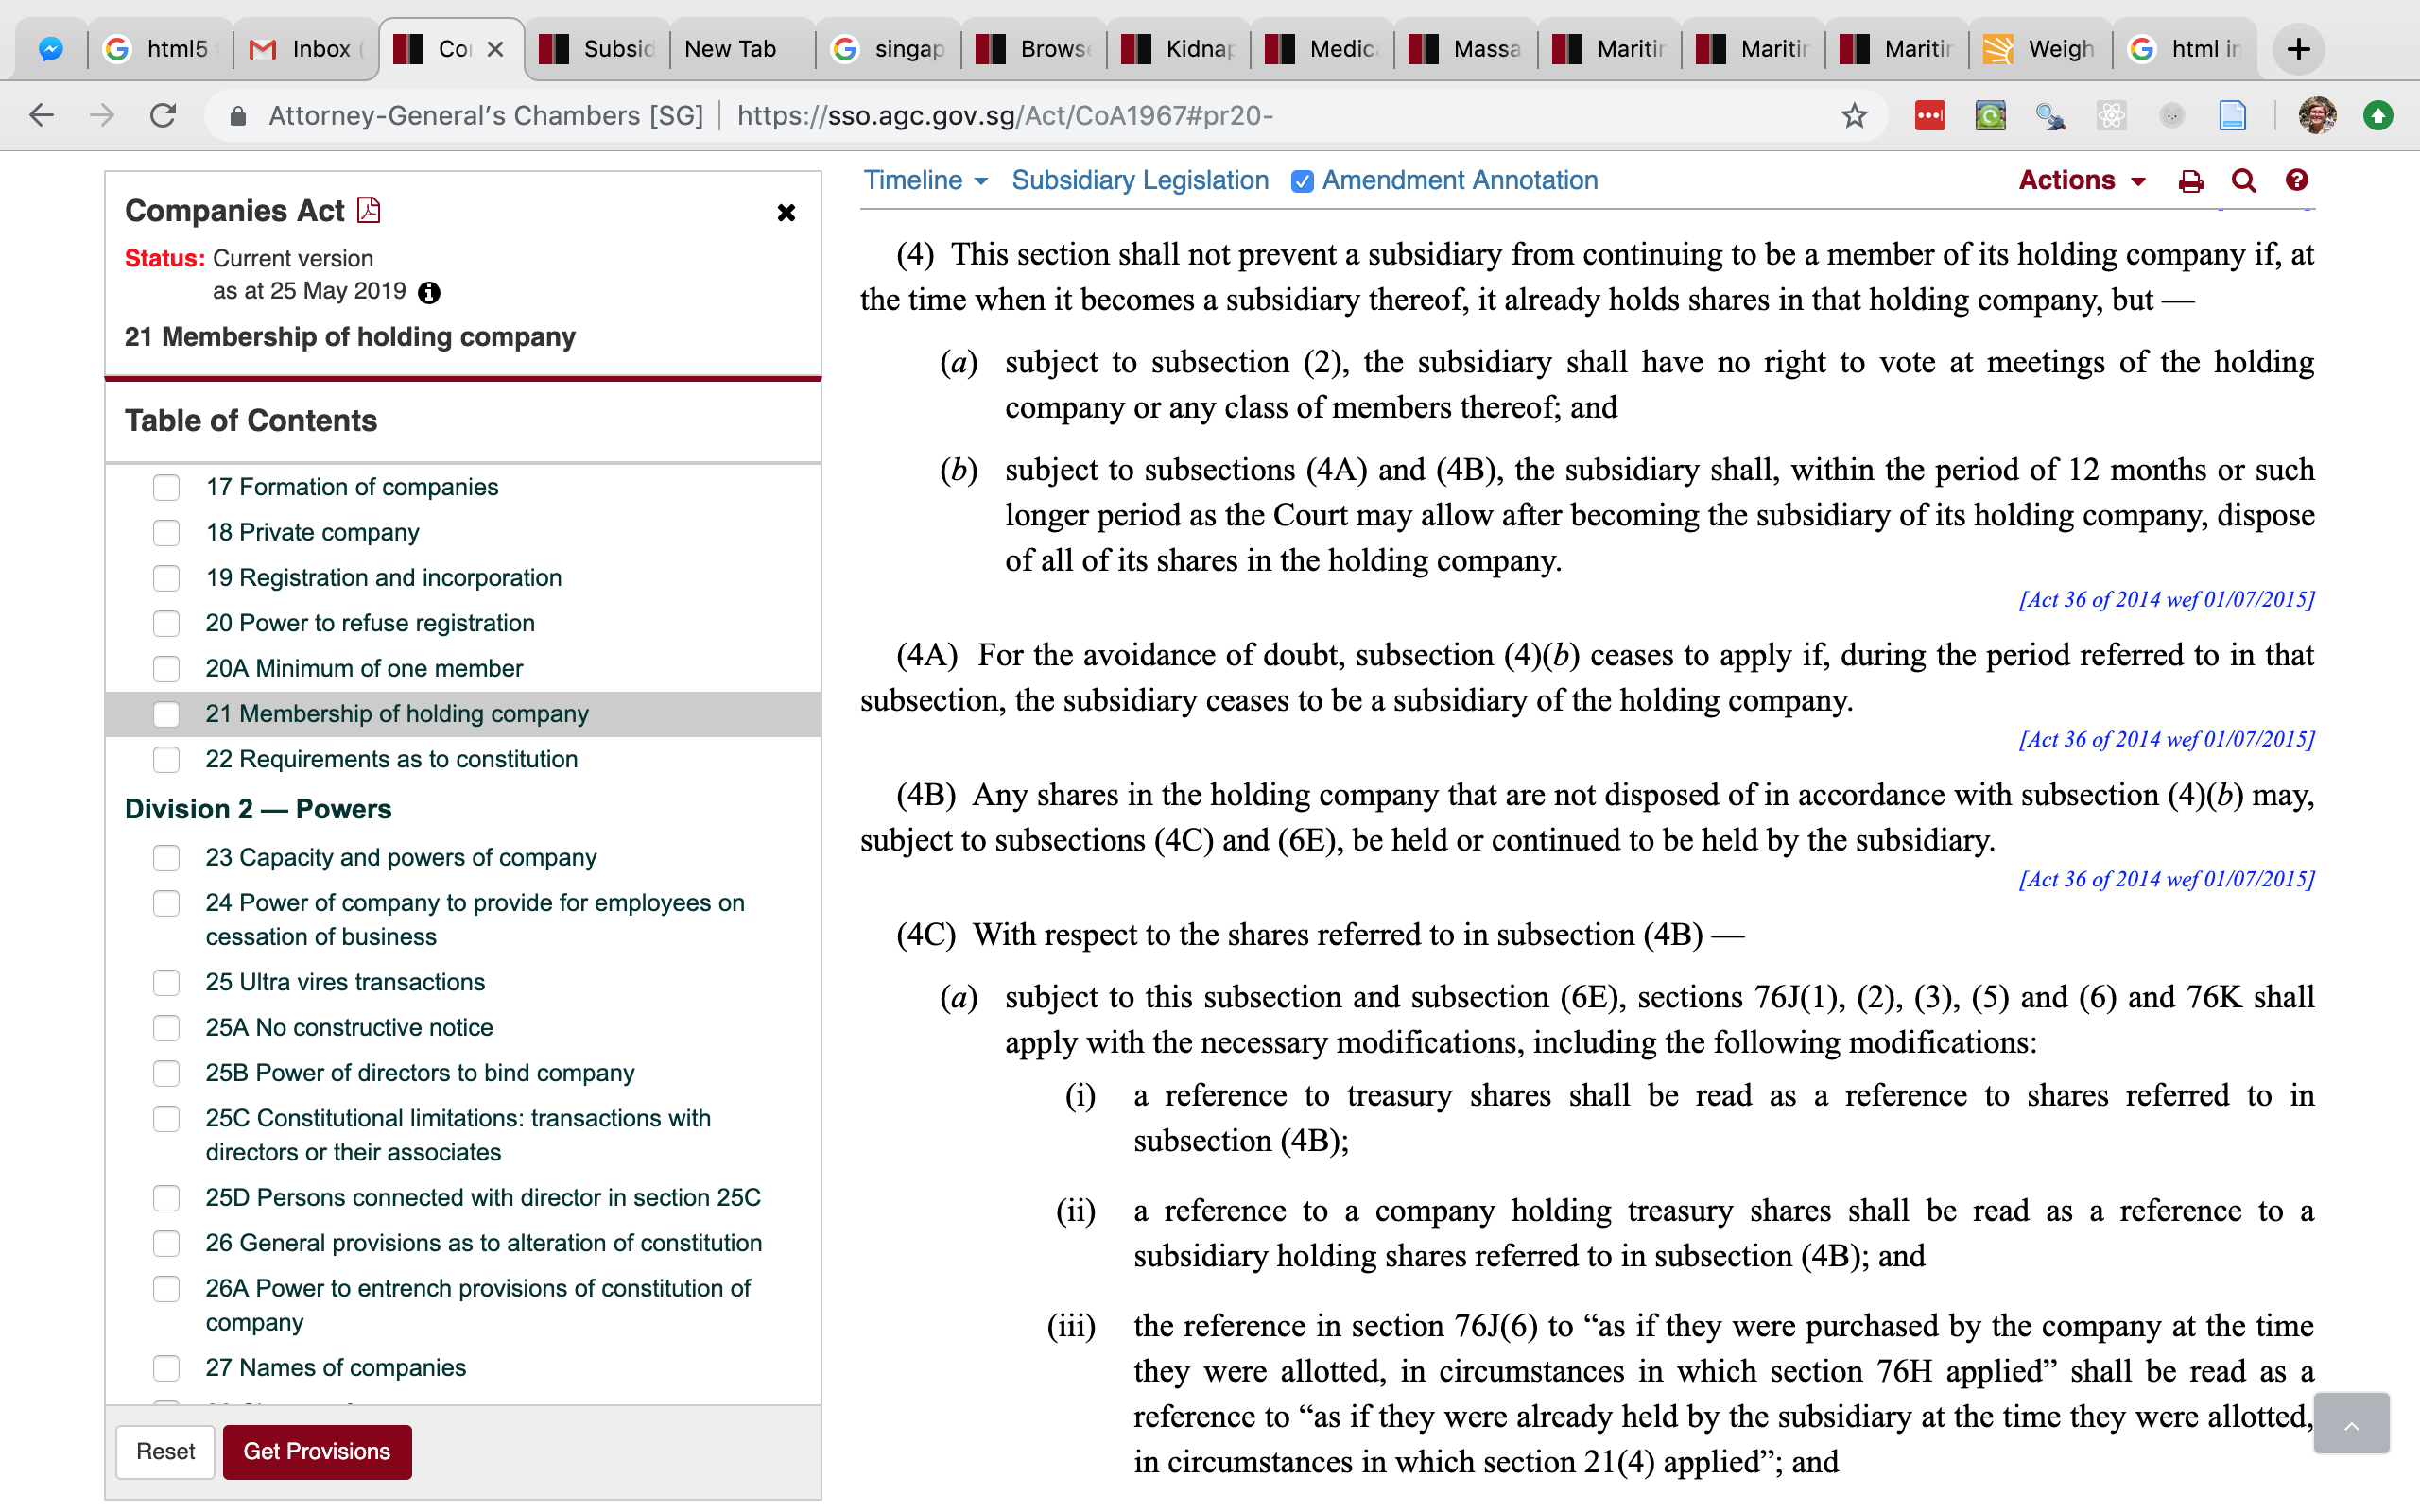 html5
Inbox
Co
Subsid
New Tab
singap
Browse
Kidnap
Medic
Massa
Maritir
Maritir
Maritir
Weigh
html in
Attorney-General's Chambers [SG] | https://sso.agc.gov.sg/Act/CoA1967#pr20-
Companies Act
Status: Current version
as at 25 May 2019
21 Membership of holding company
Table of Contents
17 Formation of companies
18 Private company
19 Registration and incorporation
20 Power to refuse registration
20A Minimum of one member
21 Membership of holding company
22 Requirements as to constitution
Division 2 — Powers
23 Capacity and powers of company
24 Power of company to provide for employees on
cessation of business
25 Ultra vires transactions
25A No constructive notice
25B Power of directors to bind company
25C Constitutional limitations: transactions with
directors or their associates
25D Persons connected with director in section 25C
26 General provisions as to alteration of constitution
26A Power to entrench provisions of constitution of
company
27 Names of companies
Reset
Get Provisions
Timeline
Subsidiary Legislation
Amendment Annotation
Actions
(4) This section shall not prevent a subsidiary from continuing to be a member of its holding company if, at
the time when it becomes a subsidiary thereof, it already holds shares in that holding company, but —
(a) subject to subsection (2), the subsidiary shall have no right to vote at meetings of the holding
company or any class of members thereof; and
(b) subject to subsections (4A) and (4B), the subsidiary shall, within the period of 12 months or such
longer period as the Court may allow after becoming the subsidiary of its holding company, dispose
of all of its shares in the holding company.
[Act 36 of 2014 wef 01/07/2015]
(4A) For the avoidance of doubt, subsection (4)(b) ceases to apply if, during the period referred to in that
subsection, the subsidiary ceases to be a subsidiary of the holding company.
[Act 36 of 2014 wef 01/07/2015]
(4B) Any shares in the holding company that are not disposed of in accordance with subsection (4)(b) may,
subject to subsections (4C) and (6E), be held or continued to be held by the subsidiary.
[Act 36 of 2014 wef 01/07/2015]
(4C) With respect to the shares referred to in subsection (4B) —
(a) subject to this subsection and subsection (6E), sections 76J(1), (2), (3), (5) and (6) and 76K shall
apply with the necessary modifications, including the following modifications:
(i) a reference to treasury shares shall be read as a reference to shares referred to in
subsection (4B);
(ii) a reference to a company holding treasury shares shall be read as a reference to a
subsidiary holding shares referred to in subsection (4B); and
(iii) the reference in section 76J(6) to “as if they were purchased by the company at the time
they were allotted, in circumstances in which section 76H applied” shall be read as a
reference to “as if they were already held by the subsidiary at the time they were allotted,
in circumstances in which section 21(4) applied”; and